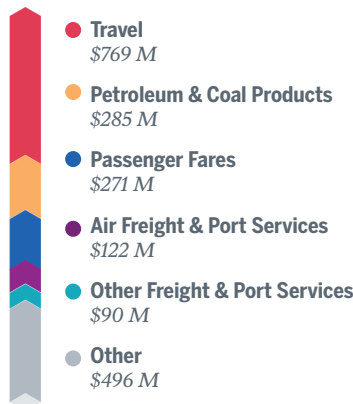 Travel
$769 M
Petroleum & Coal Products
$285 M
Passenger Fares
$271 M
Air Freight & Port Services
$122 M
Other Freight & Port Services
$90 M
Other
$496 M